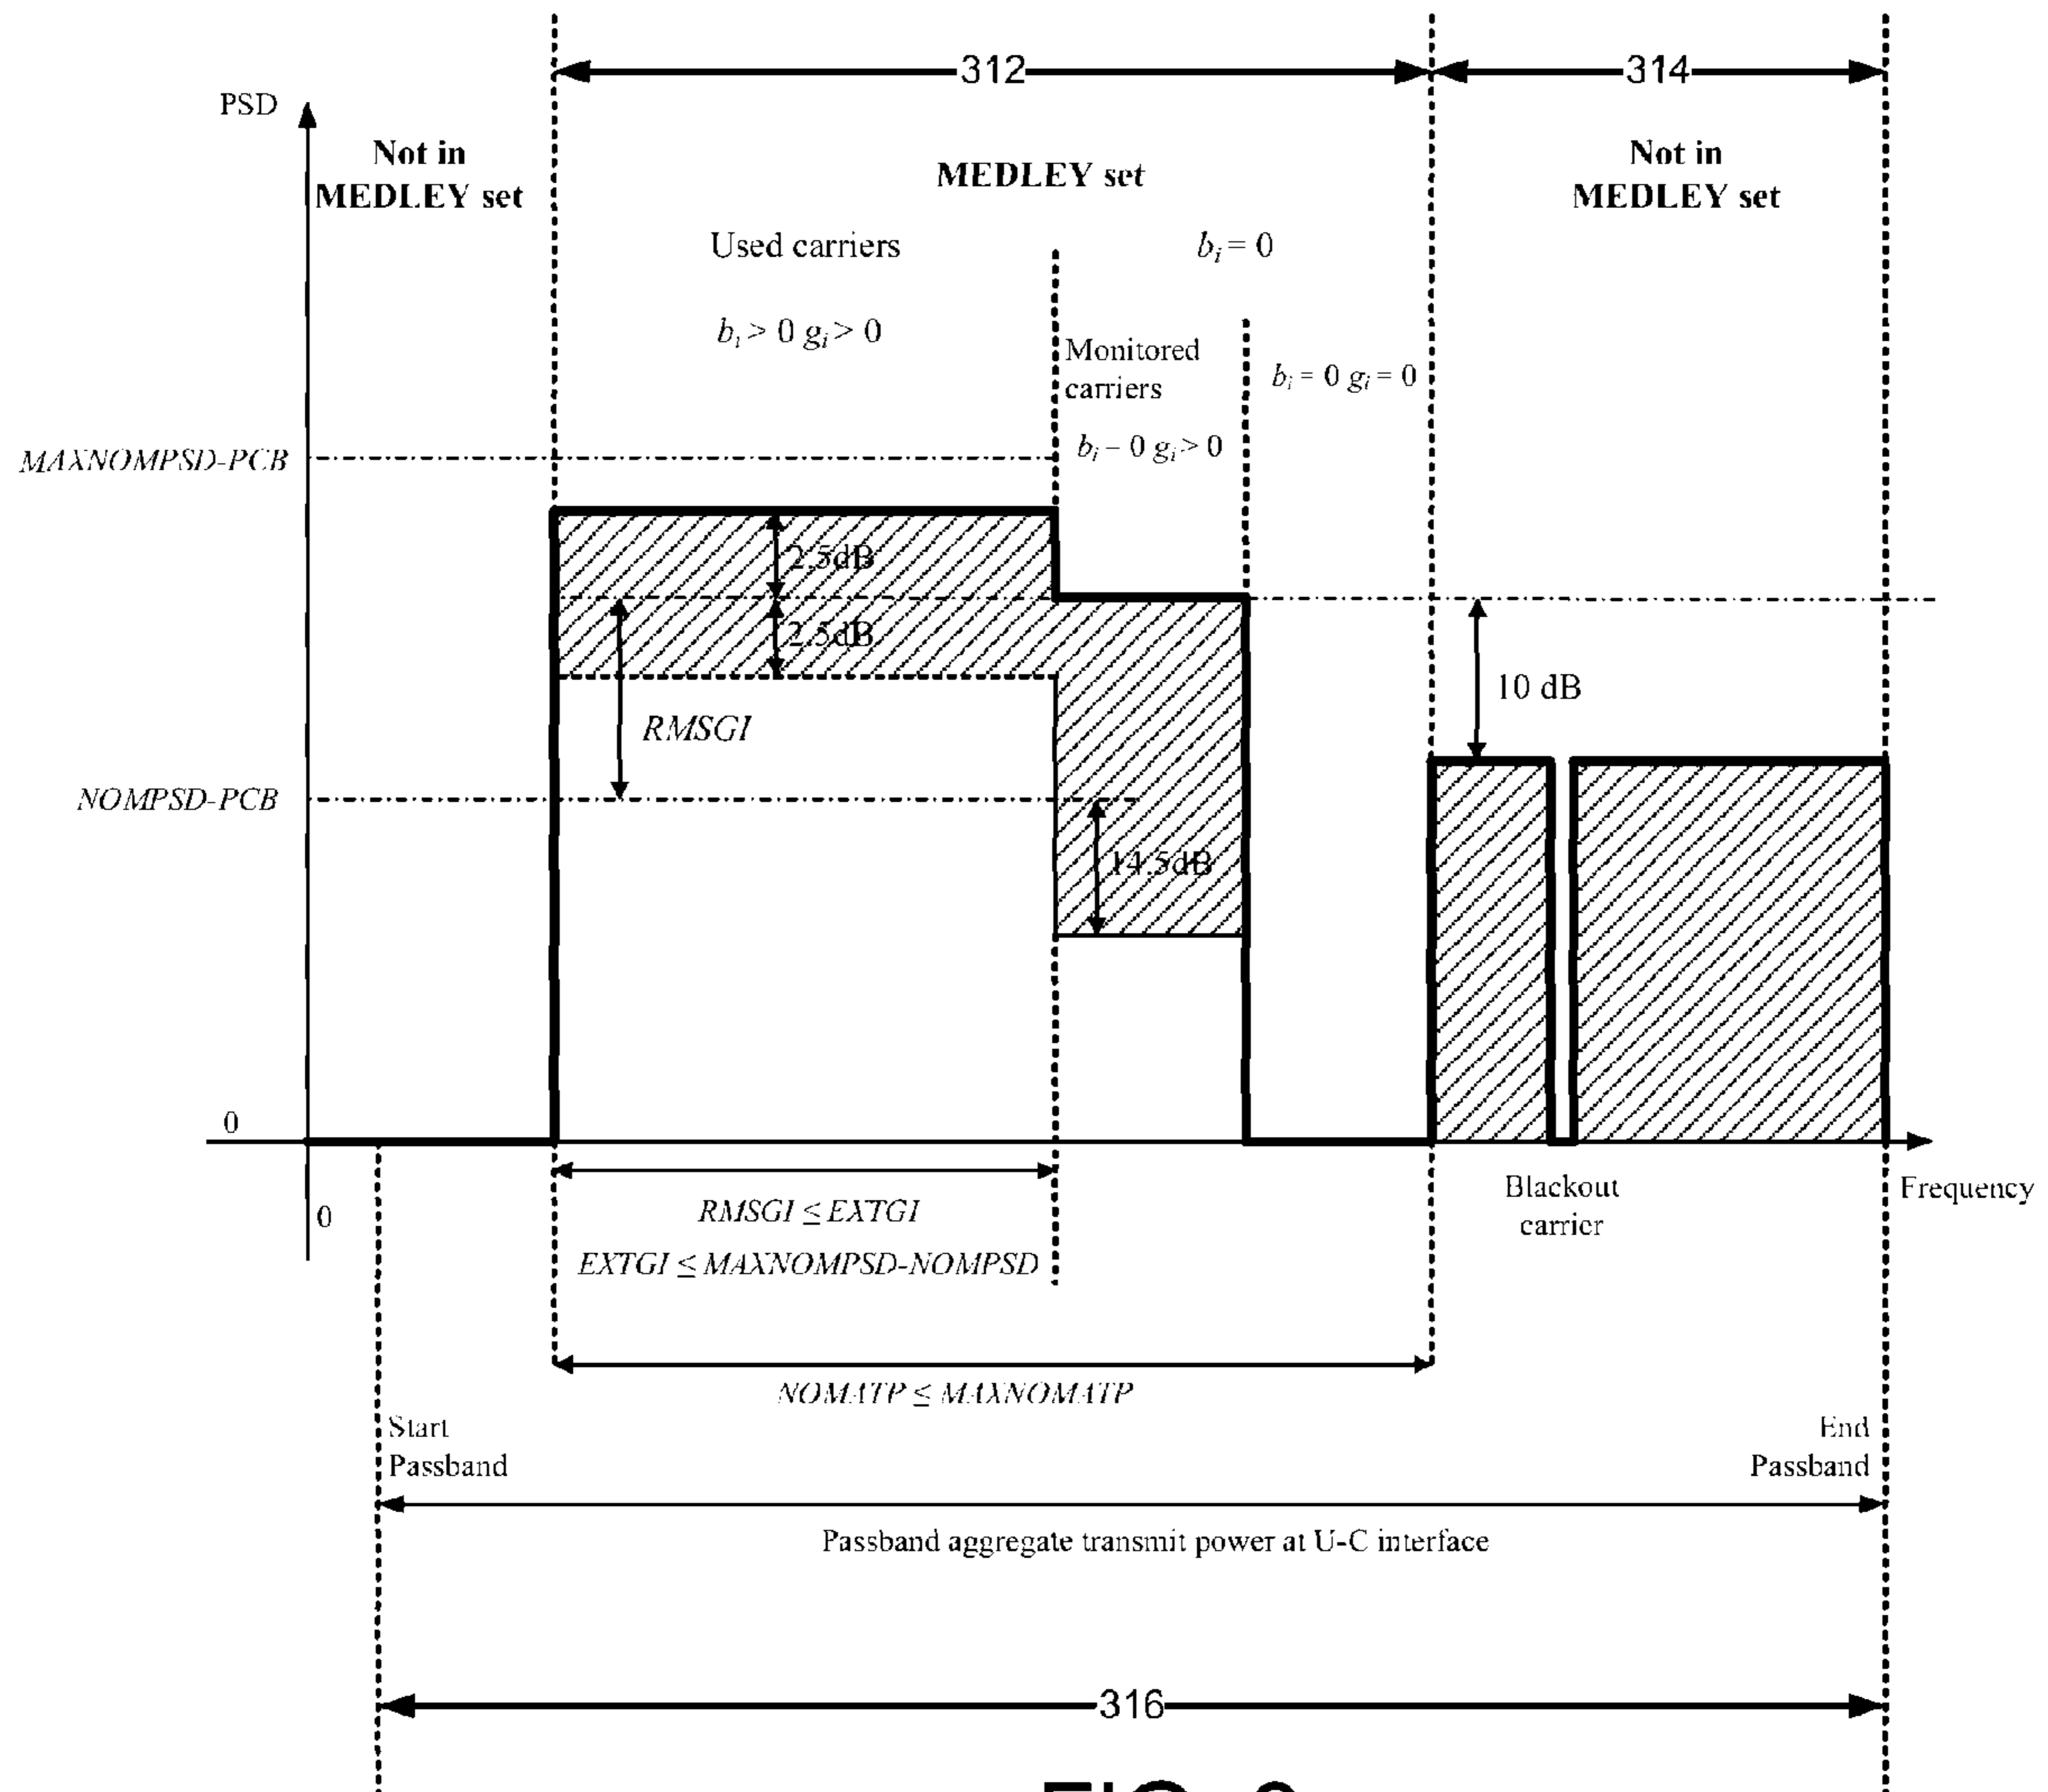 312
314
PSD
Not in
MEDLEY set
MEDLEY set
Not in
MEDLEY set
Used carriers
bᵢ = 0
bᵢ > 0 gᵢ > 0
Monitored
carriers
bᵢ = 0 gᵢ = 0
bᵢ – 0 gᵢ > 0
MAXNOMPSD-PCB
2.5dB
2.5dB
10 dB
RMSGI
NOMPSD-PCB
14.5dB
0
0
Blackout
carrier
Frequency
RMSGI ≤ EXTGI
EXTGI ≤ MAXNOMPSD-NOMPSD
NOMATP ≤ MAXNOMATP
Start
Passband
End
Passband
Passband aggregate transmit power at U-C interface
316